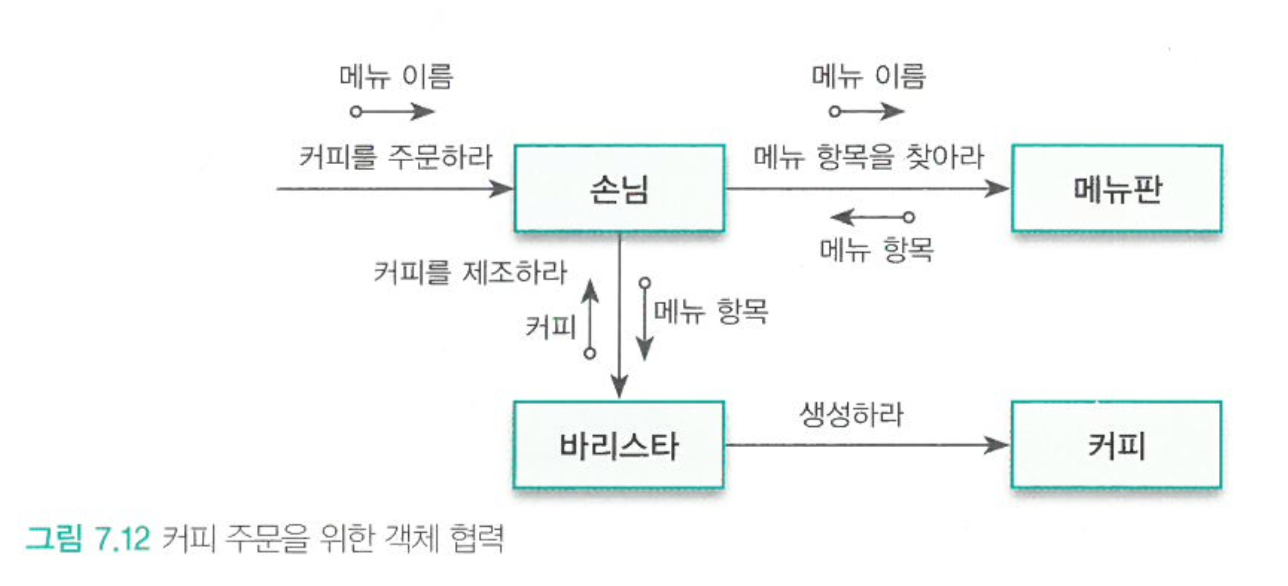 메뉴 이름
메뉴 이름
커피를 주문하라
손님
메뉴 항목을 찾아라
메뉴판
메뉴 항목
커피를 제조하라
커피
메뉴 항목
바리스타
생성하라
커피
그림 7.12 커피 주문을 위한 객체 협력